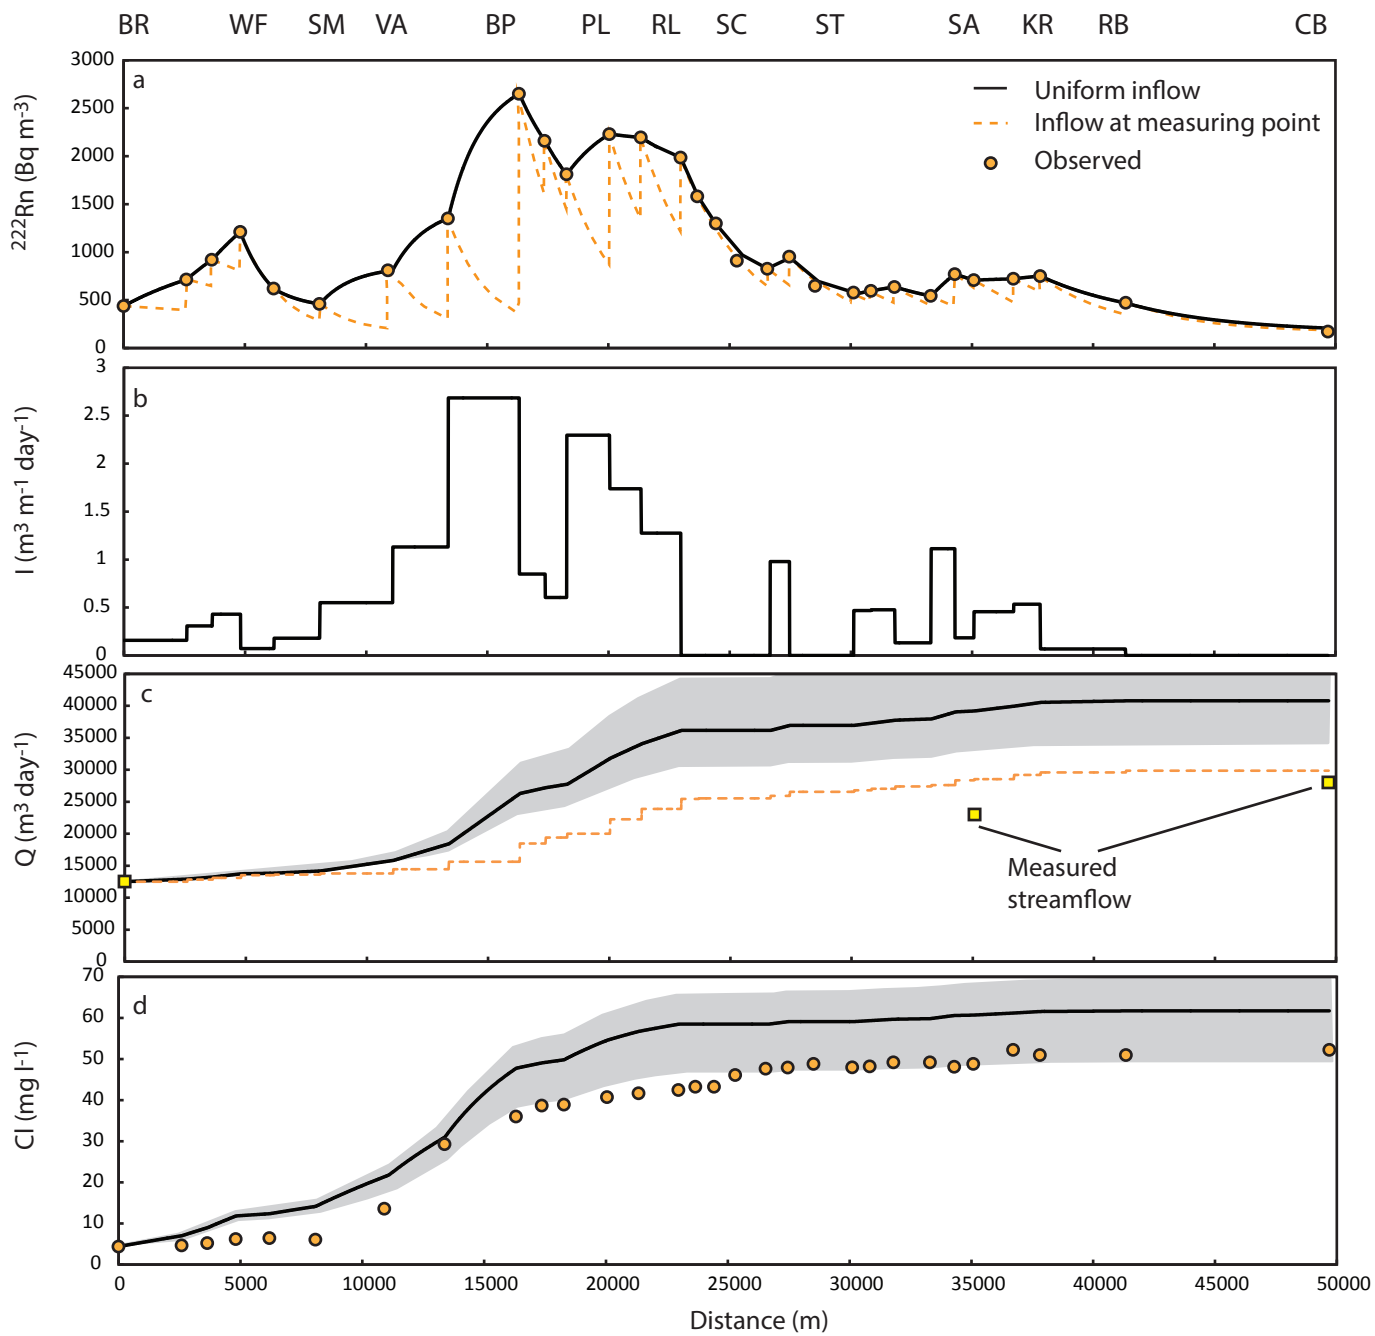 BR WF SM VA BP PL RL SC ST SA KR RB CB
a
3000
2500
2000
1500
1000
500
0
²²²Rn (Bq m⁻³)
Uniform inflow
Inflow at measuring point
Observed
b
3
2.5
2
1.5
1
0.5
0
I (m³ m⁻¹ day⁻¹)
c
45000
40000
35000
30000
25000
20000
15000
10000
5000
0
Q (m³ day⁻¹)
Measured
streamflow
d
70
60
50
40
30
20
10
0
Cl (mg l⁻¹)
0 5000 10000 15000 20000 25000 30000 35000 40000 45000 50000
Distance (m)